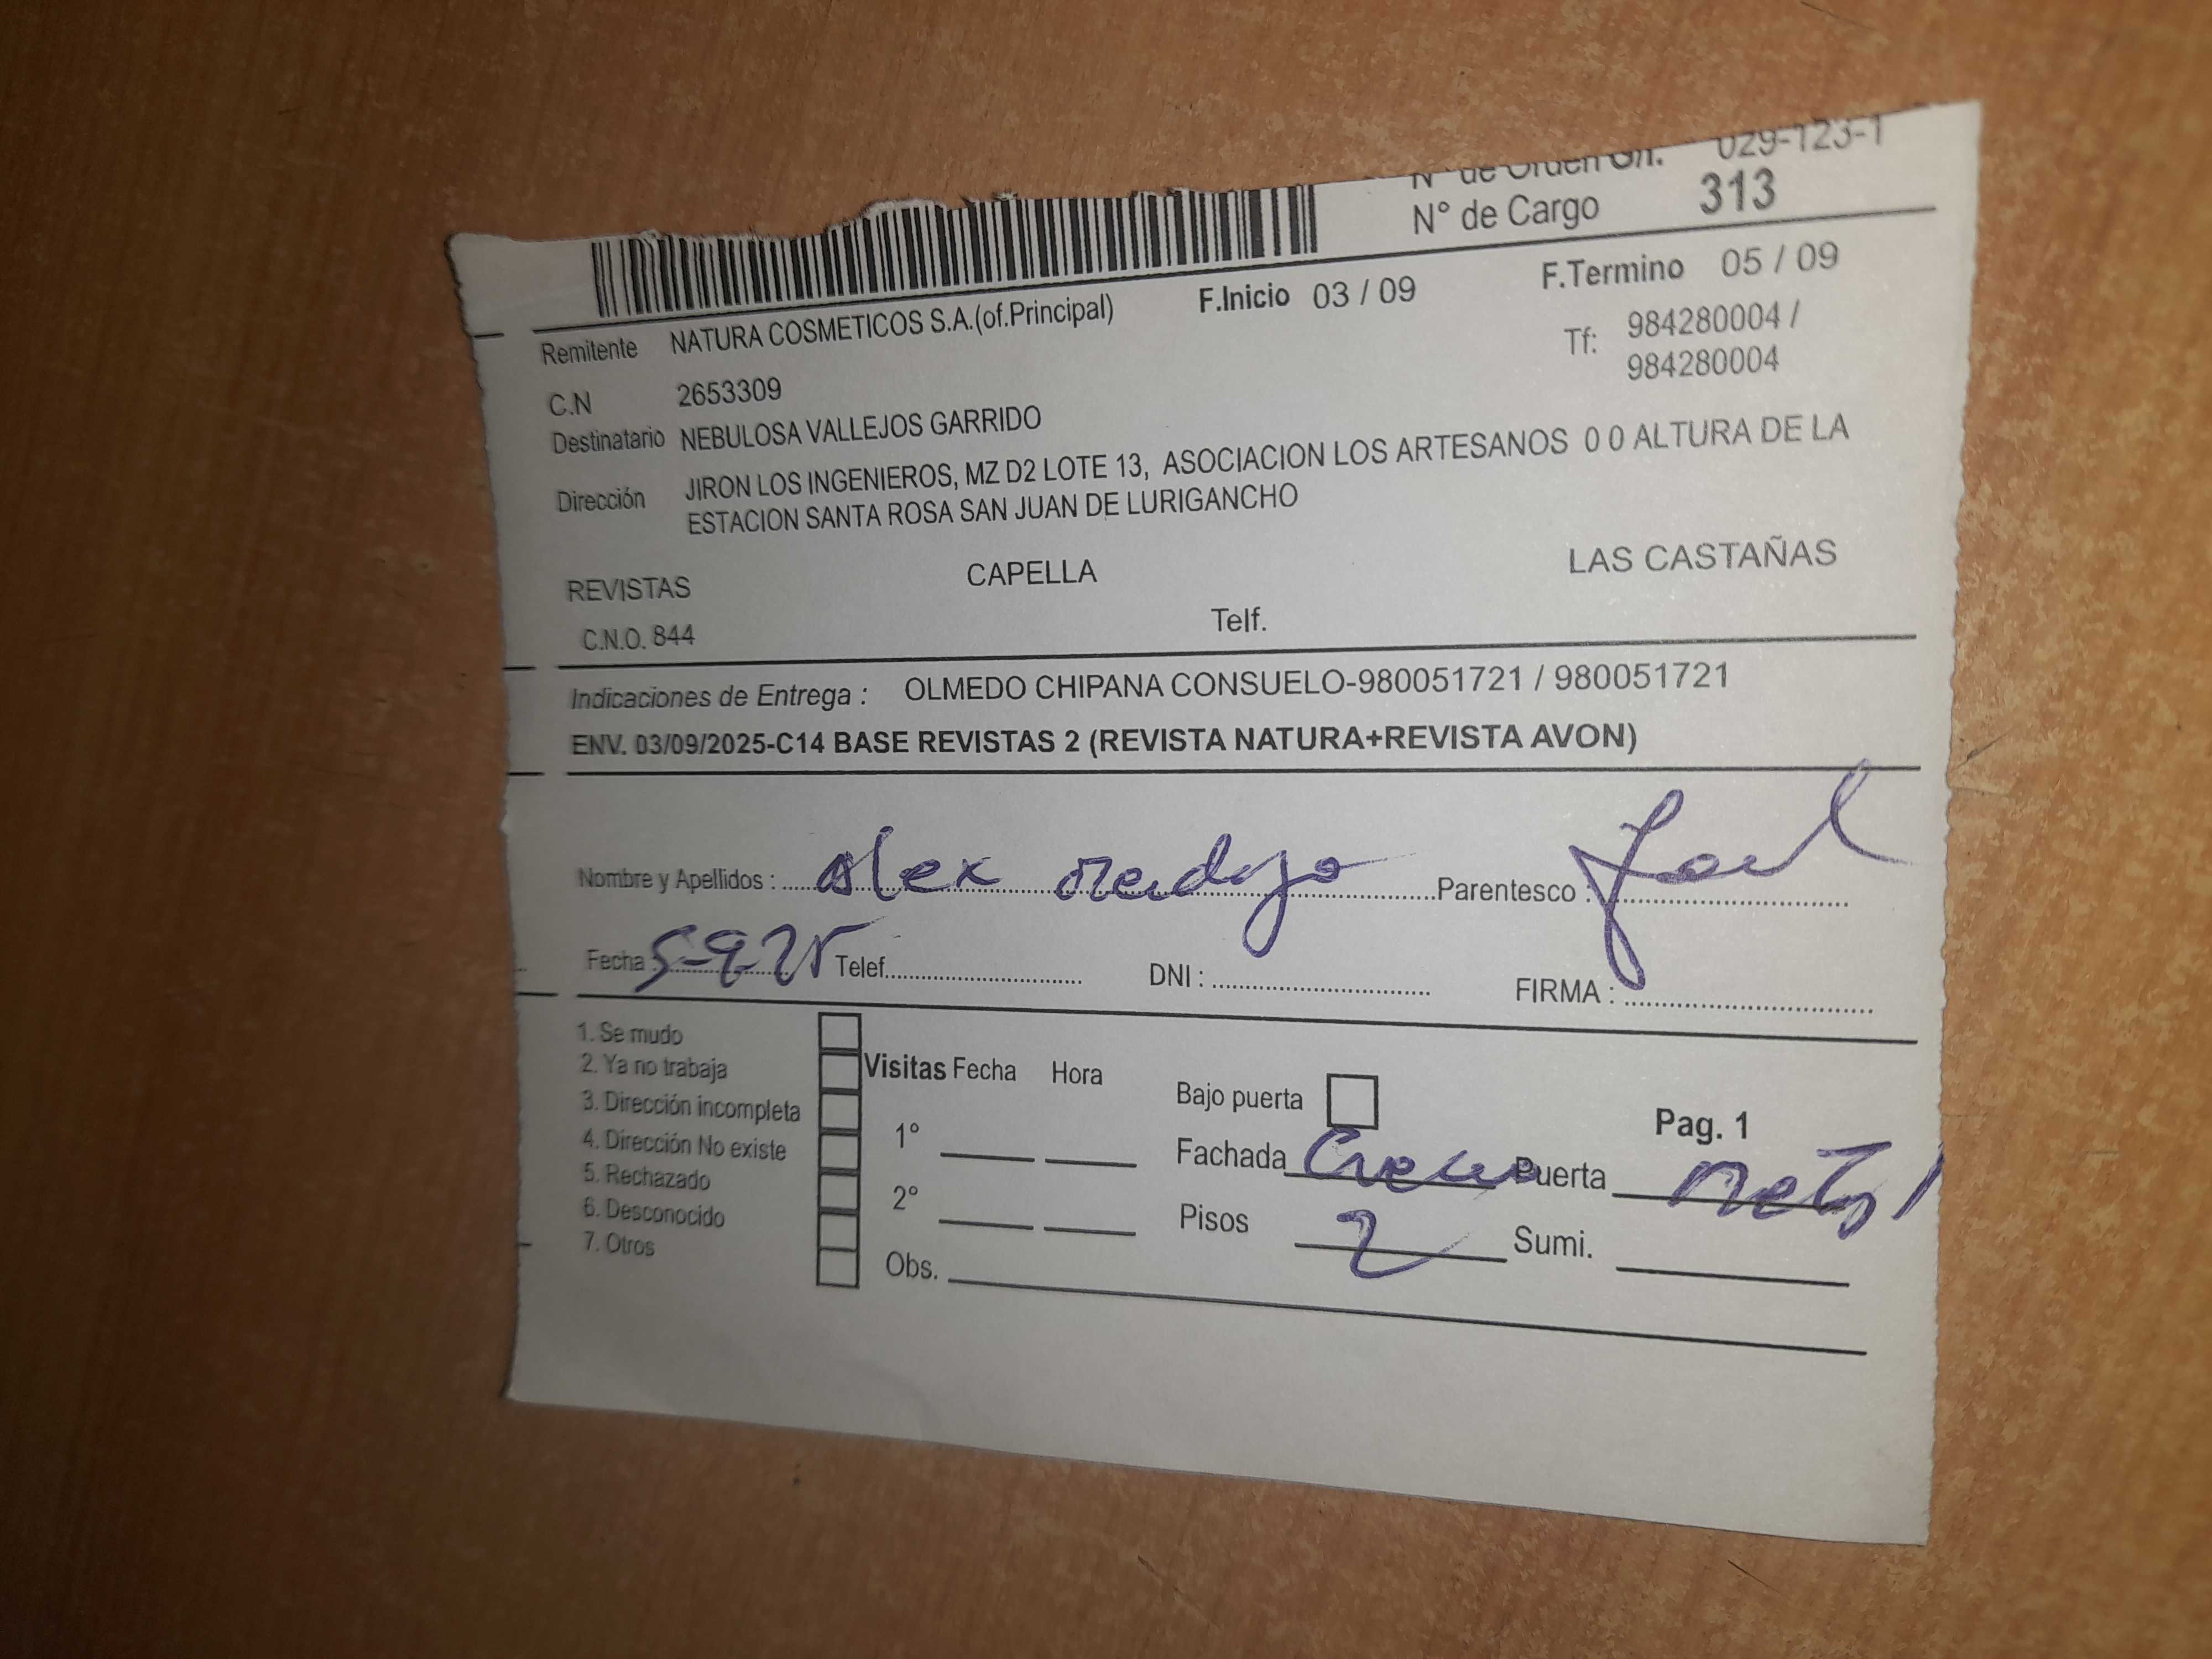 N° de Orden G/I. 029-123-1
N° de Cargo 313
F.Inicio 03 / 09 F.Termino 05 / 09
Remitente NATURA COSMETICOS S.A.(of.Principal) Tf: 984280004 /
984280004
C.N 2653309
Destinatario NEBULOSA VALLEJOS GARRIDO
Dirección JIRON LOS INGENIEROS, MZ D2 LOTE 13, ASOCIACION LOS ARTESANOS 0 0 ALTURA DE LA
ESTACION SANTA ROSA SAN JUAN DE LURIGANCHO
REVISTAS CAPELLA LAS CASTAÑAS
C.N.O. 844 Telf.
Indicaciones de Entrega : OLMEDO CHIPANA CONSUELO-980051721 / 980051721
ENV. 03/09/2025-C14 BASE REVISTAS 2 (REVISTA NATURA+REVISTA AVON)
Nombre y Apellidos : Alex Parentesco :
Fecha : 5-9-25 Telef. DNI : FIRMA :
1. Se mudo
2. Ya no trabaja
3. Dirección incompleta
4. Dirección No existe
5. Rechazado
6. Desconocido
7. Otros
Visitas Fecha Hora
1°
2°
Obs.
Bajo puerta Pag. 1
Fachada Crema Puerta Metal
Pisos 2 Sumi.